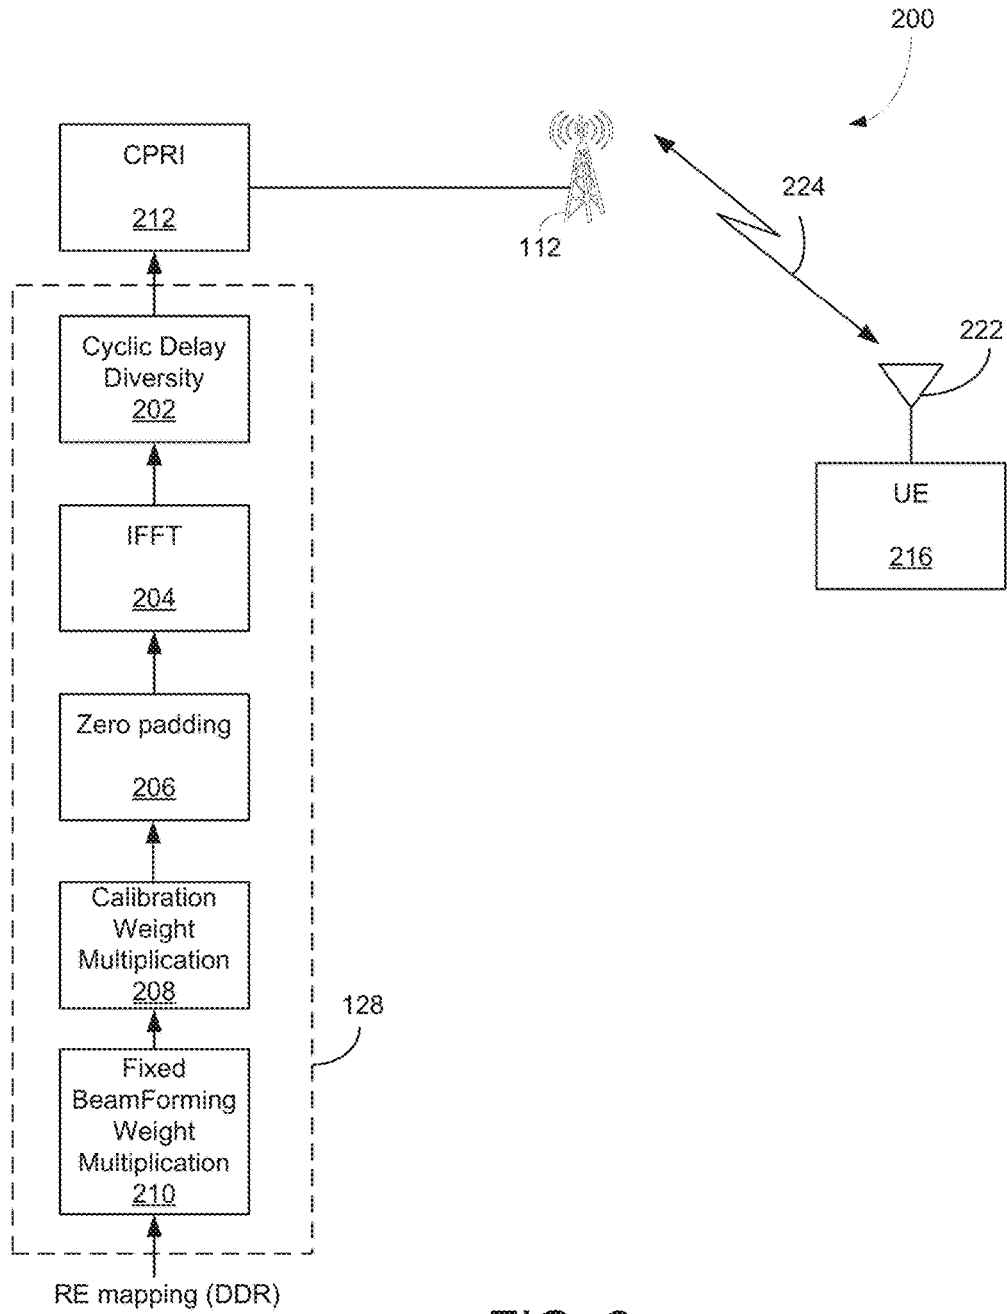 200
CPRI
212
112
224
222
Cyclic Delay
Diversity
202
UE
216
IFFT
204
Zero padding
206
Calibration
Weight
Multiplication
208
128
Fixed
BeamForming
Weight
Multiplication
210
RE mapping (DDR)